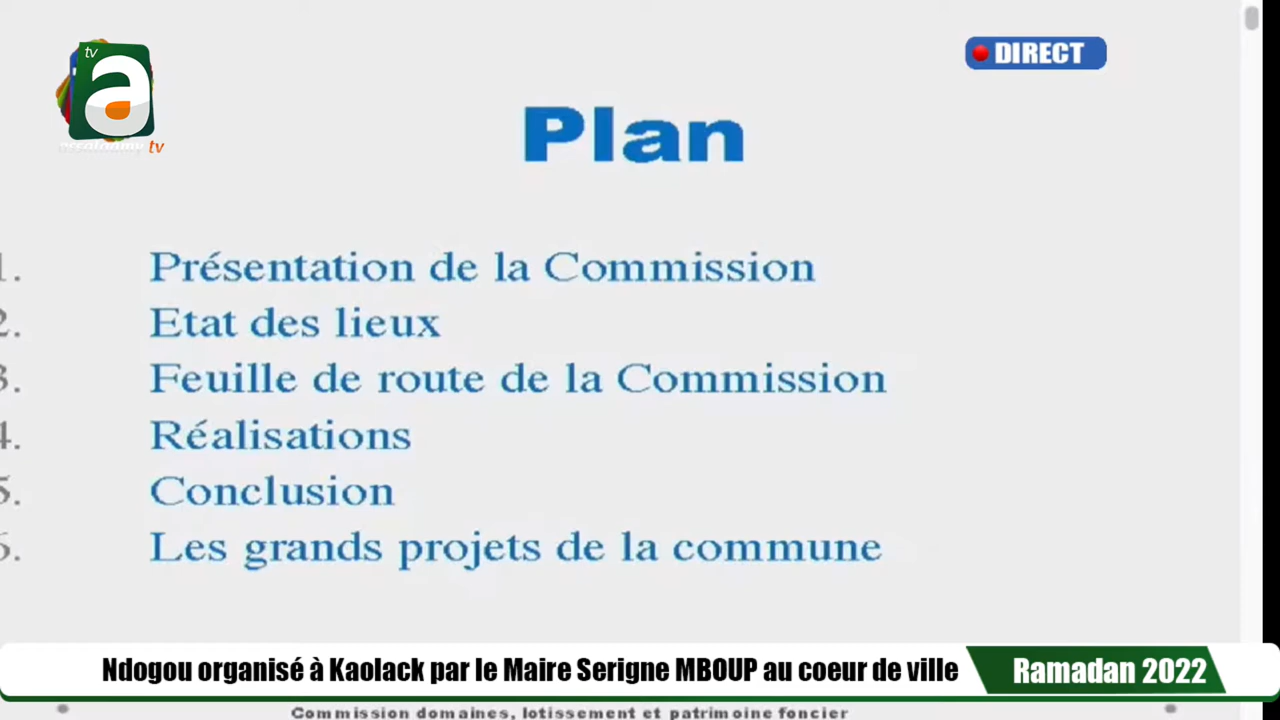 tv
a
assalaamu tv
DIRECT
Plan
1. Présentation de la Commission
2. Etat des lieux
3. Feuille de route de la Commission
4. Réalisations
5. Conclusion
6. Les grands projets de la commune
Ndogou organisé à Kaolack par le Maire Serigne MBOUP au coeur de ville
Ramadan 2022
Commission domaines, lotissement et patrimoine foncier